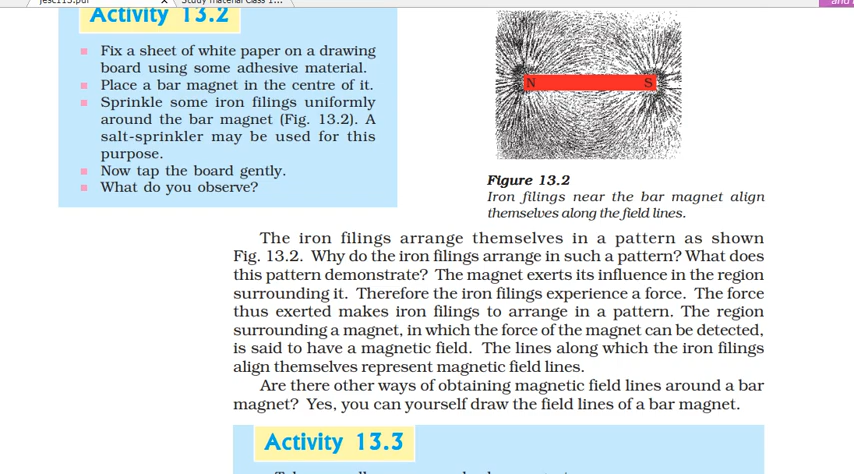 jesc113.pdf
Study material Class 1...
and
Activity 13.2
Fix a sheet of white paper on a drawing
board using some adhesive material.
Place a bar magnet in the centre of it.
Sprinkle some iron filings uniformly
around the bar magnet (Fig. 13.2). A
salt-sprinkler may be used for this
purpose.
Now tap the board gently.
What do you observe?
N S
Figure 13.2
Iron filings near the bar magnet align
themselves along the field lines.
The iron filings arrange themselves in a pattern as shown
Fig. 13.2. Why do the iron filings arrange in such a pattern? What does
this pattern demonstrate? The magnet exerts its influence in the region
surrounding it. Therefore the iron filings experience a force. The force
thus exerted makes iron filings to arrange in a pattern. The region
surrounding a magnet, in which the force of the magnet can be detected,
is said to have a magnetic field. The lines along which the iron filings
align themselves represent magnetic field lines.
Are there other ways of obtaining magnetic field lines around a bar
magnet? Yes, you can yourself draw the field lines of a bar magnet.
Activity 13.3